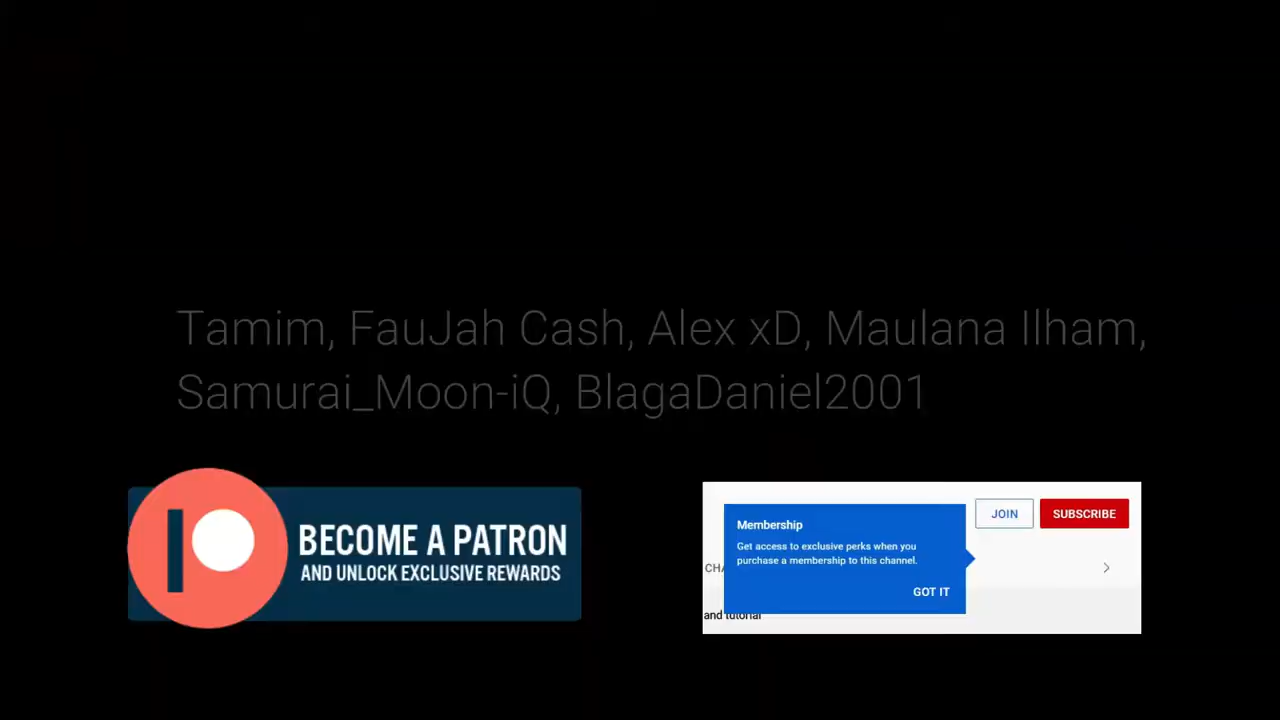 Tamim, FauJah Cash, Alex xD, Maulana Ilham,
Samurai_Moon-iQ, BlagaDaniel2001
BECOME A PATRON
AND UNLOCK EXCLUSIVE REWARDS
JOIN
SUBSCRIBE
Membership
Get access to exclusive perks when you
purchase a membership to this channel.
GOT IT
and tutorial